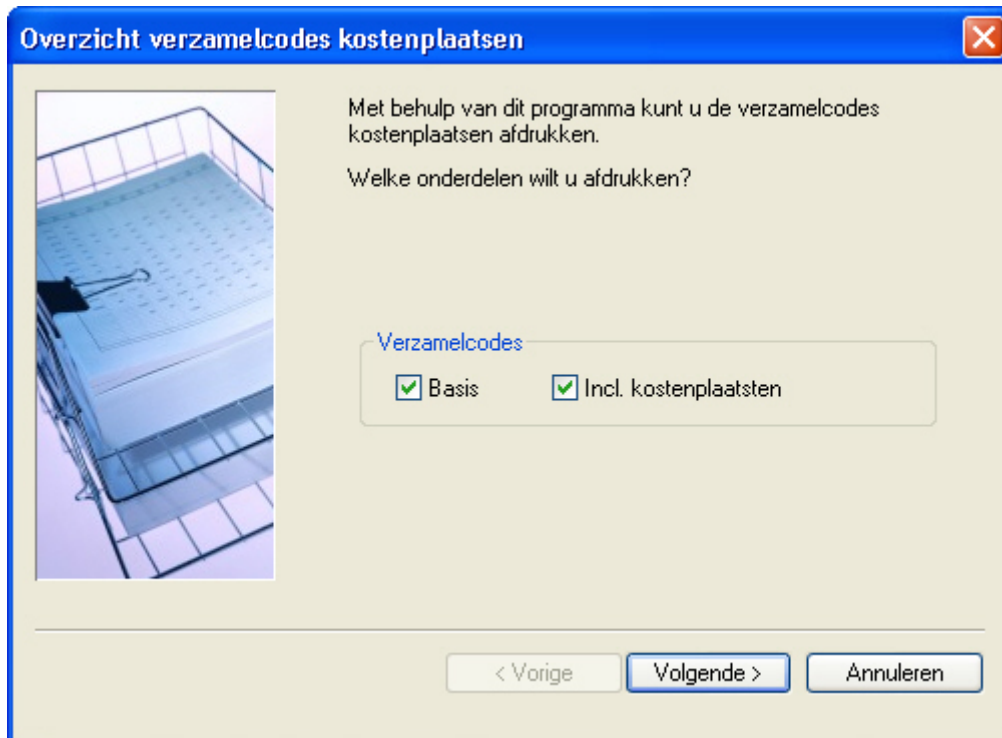 Overzicht verzamelcodes kostenplaatsen
Met behulp van dit programma kunt u de verzamelcodes
kostenplaatsen afdrukken.
Welke onderdelen wilt u afdrukken?
Verzamelcodes
Basis
Incl. kostenplaatsten
< Vorige
Volgende >
Annuleren